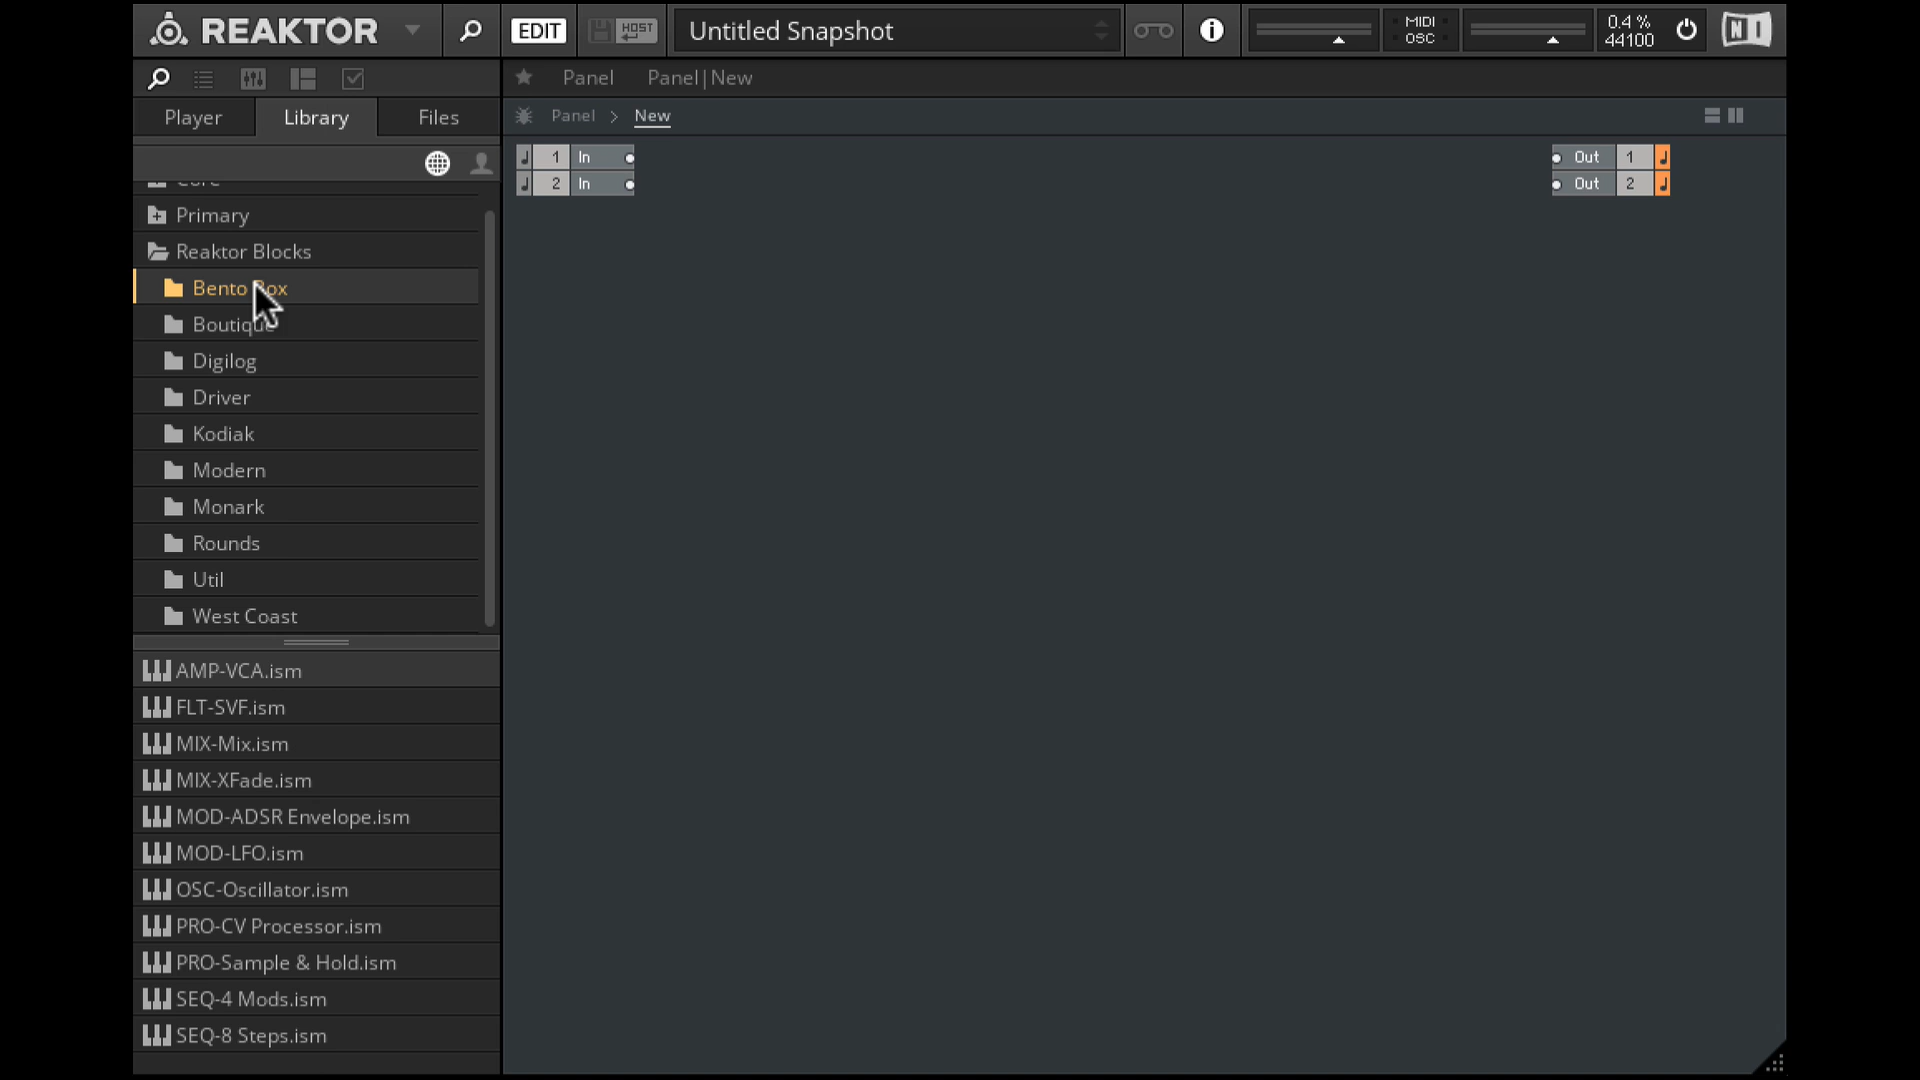 REAKTOR
EDIT
HOST
Untitled Snapshot
i
MIDI
OSC
0.4 %
44100
NI
Panel
Panel|New
Player
Library
Files
Panel > New
1 In
2 In
Out 1
Out 2
Core
Primary
Reaktor Blocks
Bento Box
Boutique
Digilog
Driver
Kodiak
Modern
Monark
Rounds
Util
West Coast
AMP-VCA.ism
FLT-SVF.ism
MIX-Mix.ism
MIX-XFade.ism
MOD-ADSR Envelope.ism
MOD-LFO.ism
OSC-Oscillator.ism
PRO-CV Processor.ism
PRO-Sample & Hold.ism
SEQ-4 Mods.ism
SEQ-8 Steps.ism